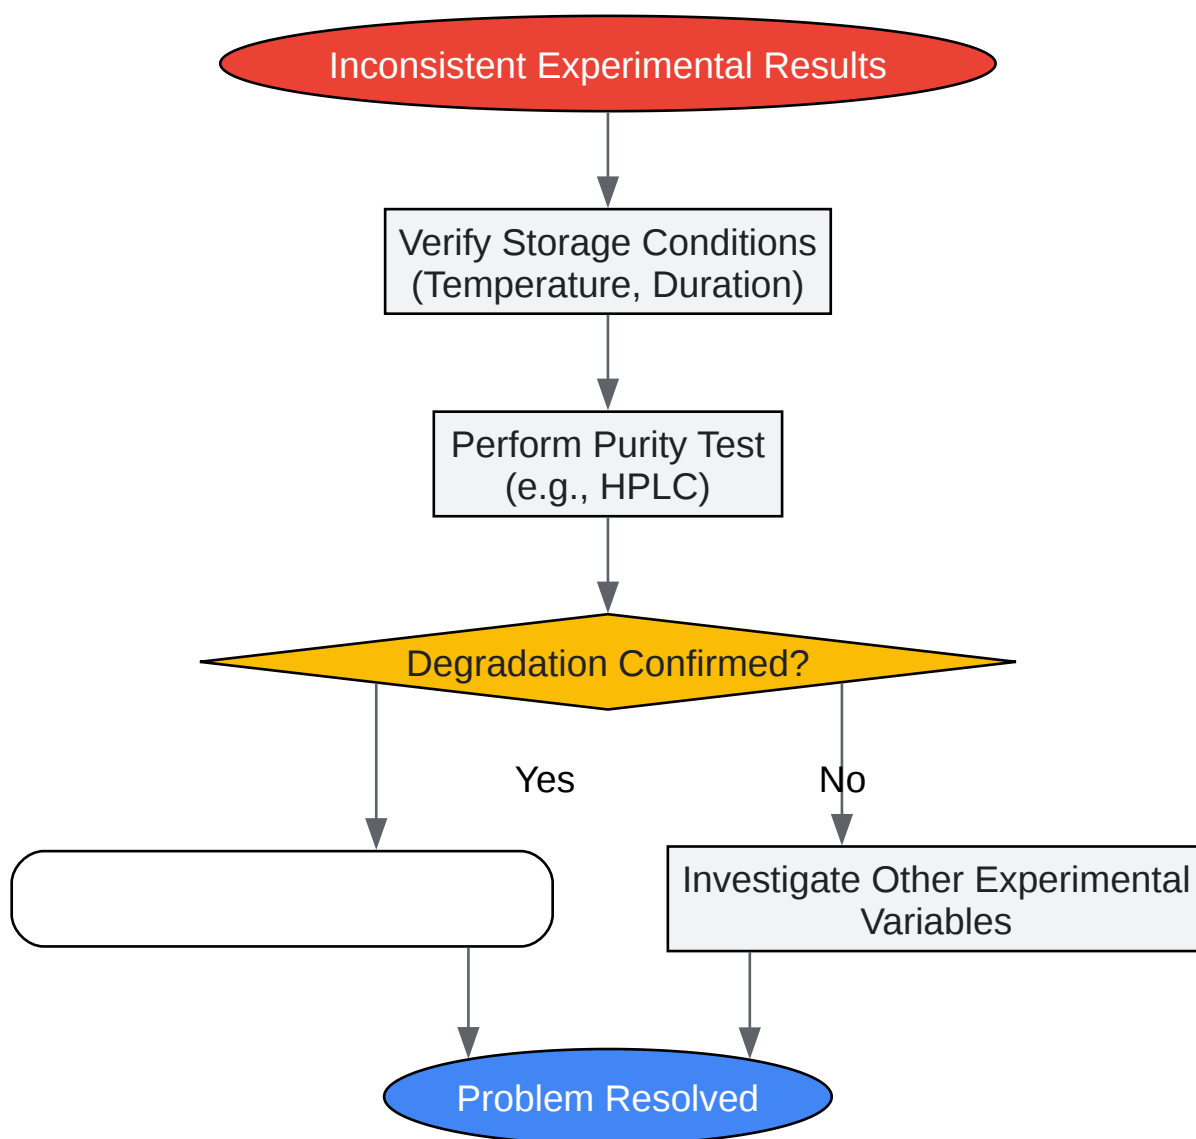 Inconsistent Experimental Results
Verify Storage Conditions
(Temperature, Duration)
Perform Purity Test
(e.g., HPLC)
Degradation Confirmed?
Yes
No
Investigate Other Experimental
Variables
Problem Resolved